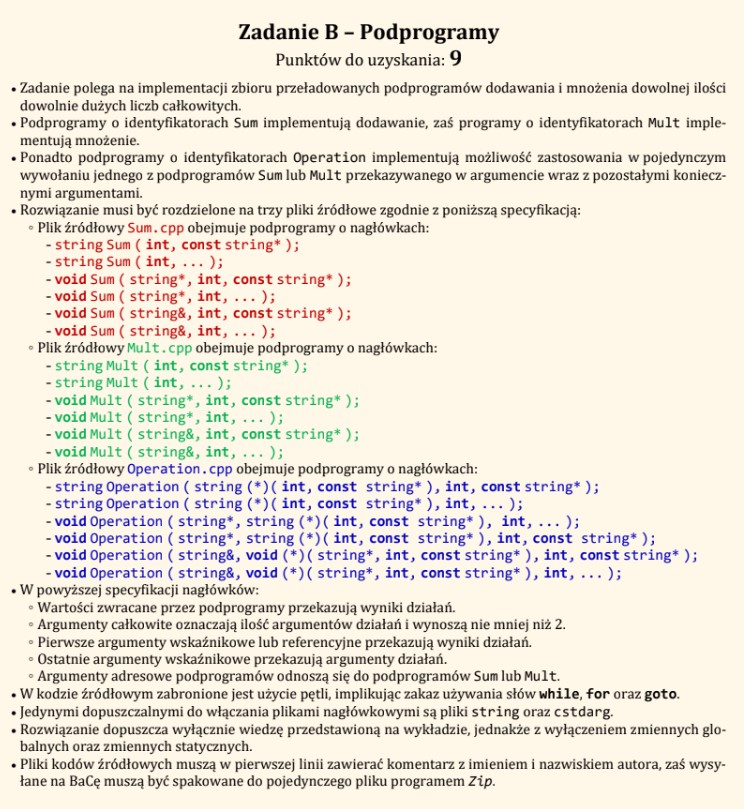 Zadanie B – Podprogramy
Punktów do uzyskania: 9
• Zadanie polega na implementacji zbioru przeładowanych podprogramów dodawania i mnożenia dowolnej ilości
dowolnie dużych liczb całkowitych.
• Podprogramy o identyfikatorach Sum implementują dodawanie, zaś programy o identyfikatorach Mult imple-
mentują mnożenie.
• Ponadto podprogramy o identyfikatorach Operation implementują możliwość zastosowania w pojedynczym
wywołaniu jednego z podprogramów Sum lub Mult przekazywanego w argumencie wraz z pozostałymi koniecz-
nymi argumentami.
• Rozwiązanie musi być rozdzielone na trzy pliki źródłowe zgodnie z poniższą specyfikacją:
◦ Plik źródłowy Sum.cpp obejmuje podprogramy o nagłówkach:
- string Sum ( int, const string* );
- string Sum ( int, ... );
- void Sum ( string*, int, const string* );
- void Sum ( string*, int, ... );
- void Sum ( string&, int, const string* );
- void Sum ( string&, int, ... );
◦ Plik źródłowy Mult.cpp obejmuje podprogramy o nagłówkach:
- string Mult ( int, const string* );
- string Mult ( int, ... );
- void Mult ( string*, int, const string* );
- void Mult ( string*, int, ... );
- void Mult ( string&, int, const string* );
- void Mult ( string&, int, ... );
◦ Plik źródłowy Operation.cpp obejmuje podprogramy o nagłówkach:
- string Operation ( string (*)( int, const string* ), int, const string* );
- string Operation ( string (*)( int, const string* ), int, ... );
- void Operation ( string*, string (*)( int, const string* ), int, ... );
- void Operation ( string*, string (*)( int, const string* ), int, const string* );
- void Operation ( string&, void (*)( string*, int, const string* ), int, const string* );
- void Operation ( string&, void (*)( string*, int, const string* ), int, ... );
• W powyższej specyfikacji nagłówków:
◦ Wartości zwracane przez podprogramy przekazują wyniki działań.
◦ Argumenty całkowite oznaczają ilość argumentów działań i wynoszą nie mniej niż 2.
◦ Pierwsze argumenty wskaźnikowe lub referencyjne przekazują wyniki działań.
◦ Ostatnie argumenty wskaźnikowe przekazują argumenty działań.
◦ Argumenty adresowe podprogramów odnoszą się do podprogramów Sum lub Mult.
• W kodzie źródłowym zabronione jest użycie pętli, implikując zakaz używania słów while, for oraz goto.
• Jedynymi dopuszczalnymi do włączania plikami nagłówkowymi są pliki string oraz cstdarg.
• Rozwiązanie dopuszcza wyłącznie wiedzę przedstawioną na wykładzie, jednakże z wyłączeniem zmiennych glo-
balnych oraz zmiennych statycznych.
• Pliki kodów źródłowych muszą w pierwszej linii zawierać komentarz z imieniem i nazwiskiem autora, zaś wysy-
łane na BaCę muszą być spakowane do pojedynczego pliku programem Zip.